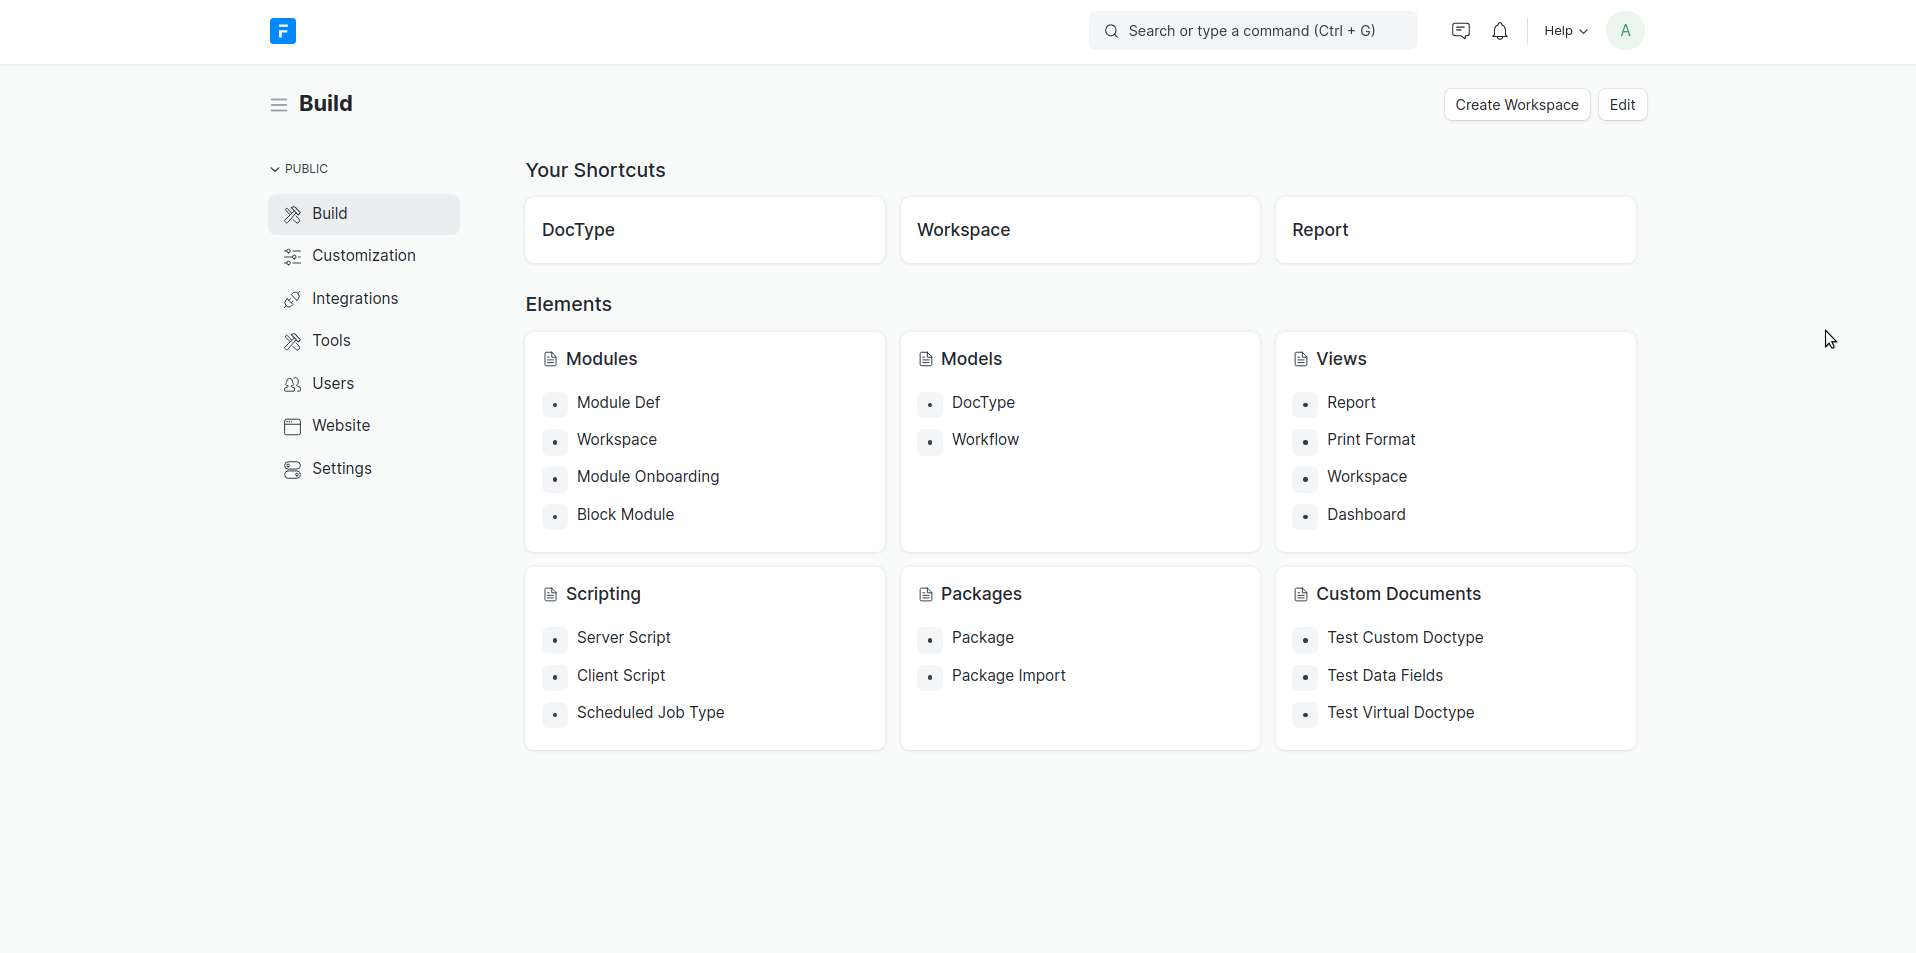 F
Search or type a command (Ctrl + G)
Help
A
Build
Create Workspace
Edit
PUBLIC
Build
Customization
Integrations
Tools
Users
Website
Settings
Your Shortcuts
DocType
Workspace
Report
Elements
Modules
Module Def
Workspace
Module Onboarding
Block Module
Models
DocType
Workflow
Views
Report
Print Format
Workspace
Dashboard
Scripting
Server Script
Client Script
Scheduled Job Type
Packages
Package
Package Import
Custom Documents
Test Custom Doctype
Test Data Fields
Test Virtual Doctype